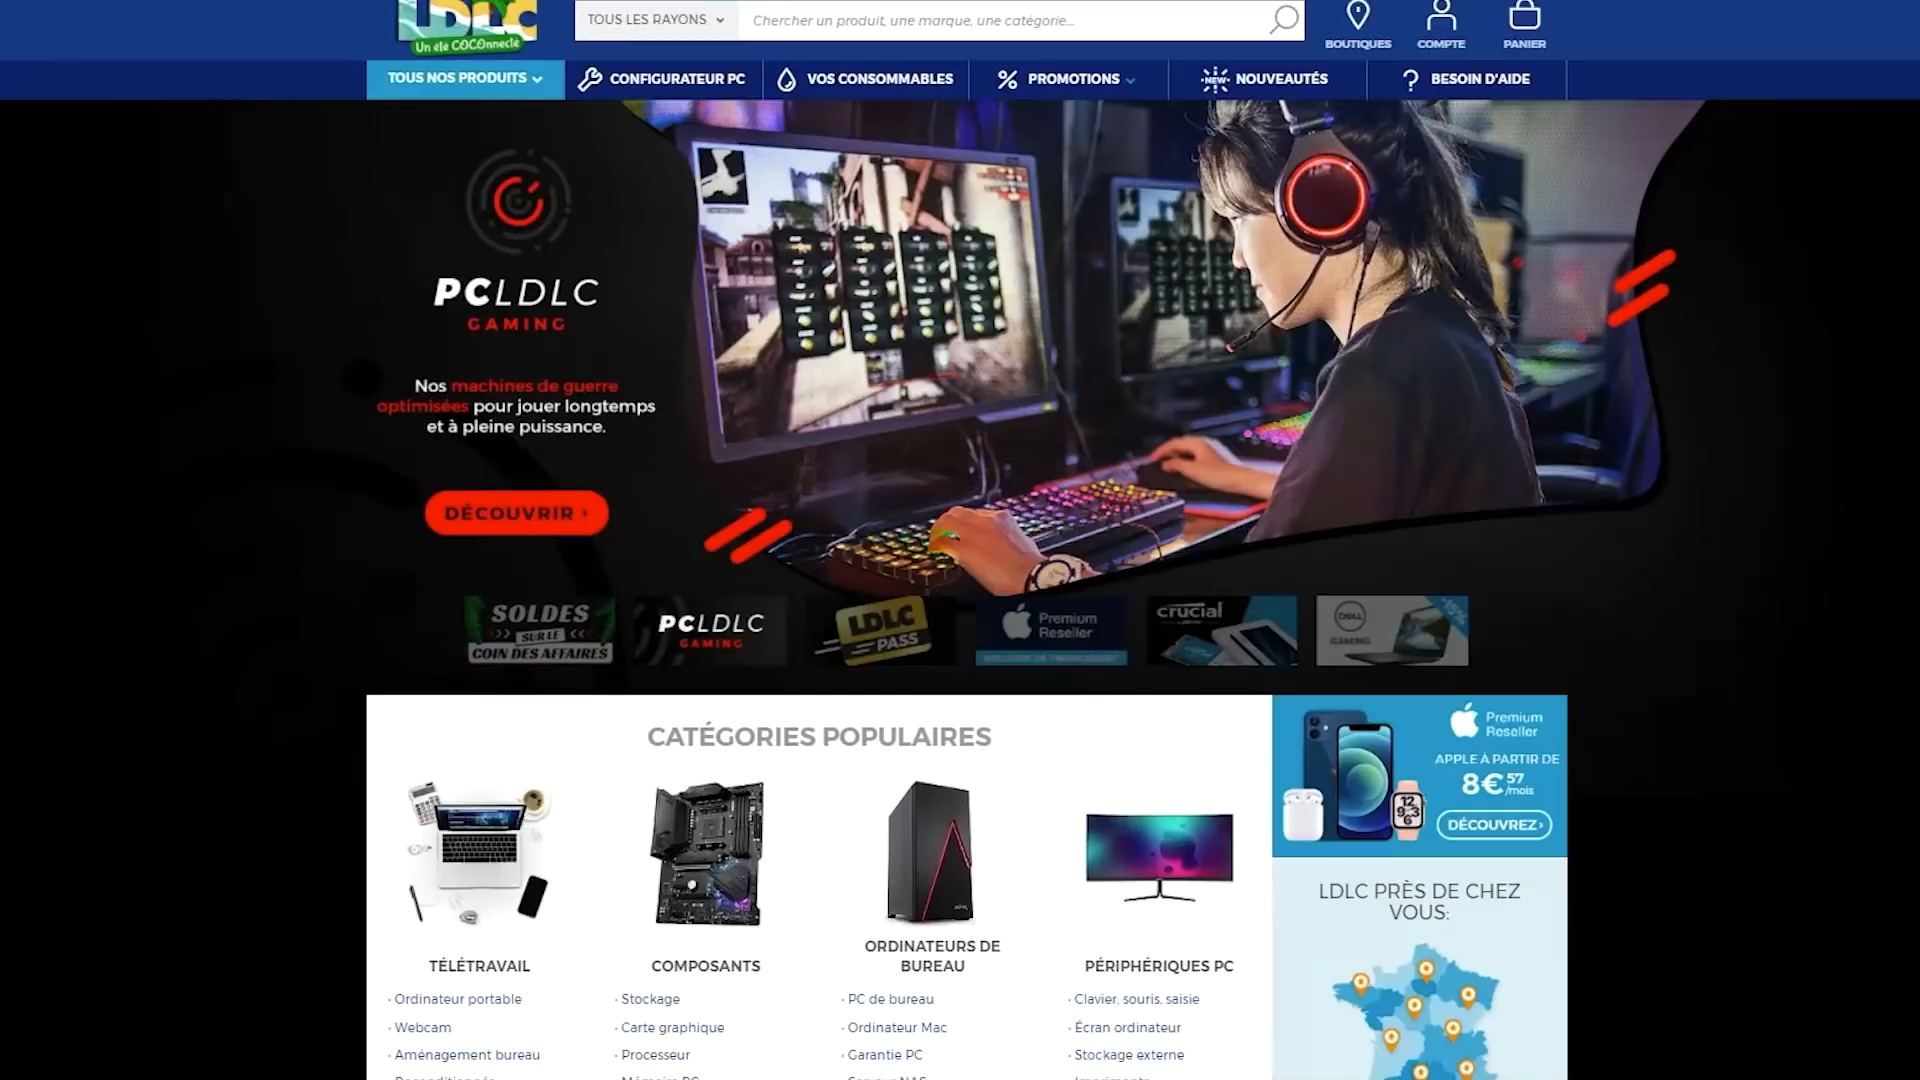 LDLC
Un été COCOnnecté
TOUS LES RAYONS
Chercher un produit, une marque, une catégorie...
BOUTIQUES
COMPTE
PANIER
TOUS NOS PRODUITS
CONFIGURATEUR PC
VOS CONSOMMABLES
PROMOTIONS
NEW
NOUVEAUTÉS
BESOIN D'AIDE
PCLDLC
GAMING
Nos machines de guerre
optimisées pour jouer longtemps
et à pleine puissance.
DÉCOUVRIR ›
SOLDES
SUR LE
COIN DES AFFAIRES
PCLDLC
GAMING
LDLC
PASS
Premium
Reseller
crucial
DELL
GAMING
-15%
CATÉGORIES POPULAIRES
TÉLÉTRAVAIL
· Ordinateur portable
· Webcam
· Aménagement bureau
COMPOSANTS
· Stockage
· Carte graphique
· Processeur
ORDINATEURS DE
BUREAU
· PC de bureau
· Ordinateur Mac
· Garantie PC
PÉRIPHÉRIQUES PC
· Clavier, souris, saisie
· Écran ordinateur
· Stockage externe
Premium
Reseller
APPLE À PARTIR DE
8€57
/mois
DÉCOUVREZ›
LDLC PRÈS DE CHEZ
VOUS: